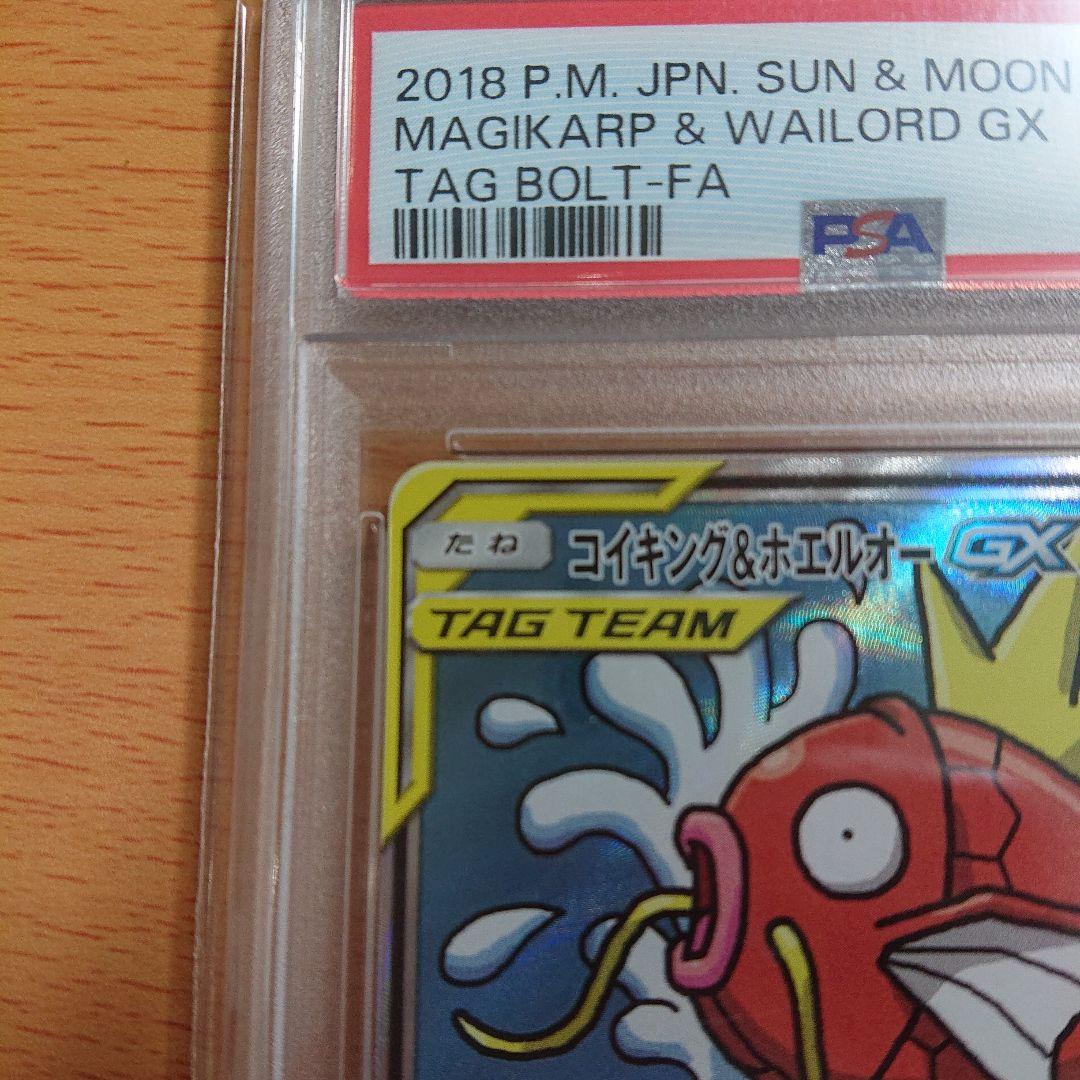 2018 P.M. JPN. SUN & MOON
MAGIKARP & WAILORD GX
TAG BOLT-FA
PSA
たね コイキング&ホエルオー GX
TAG TEAM